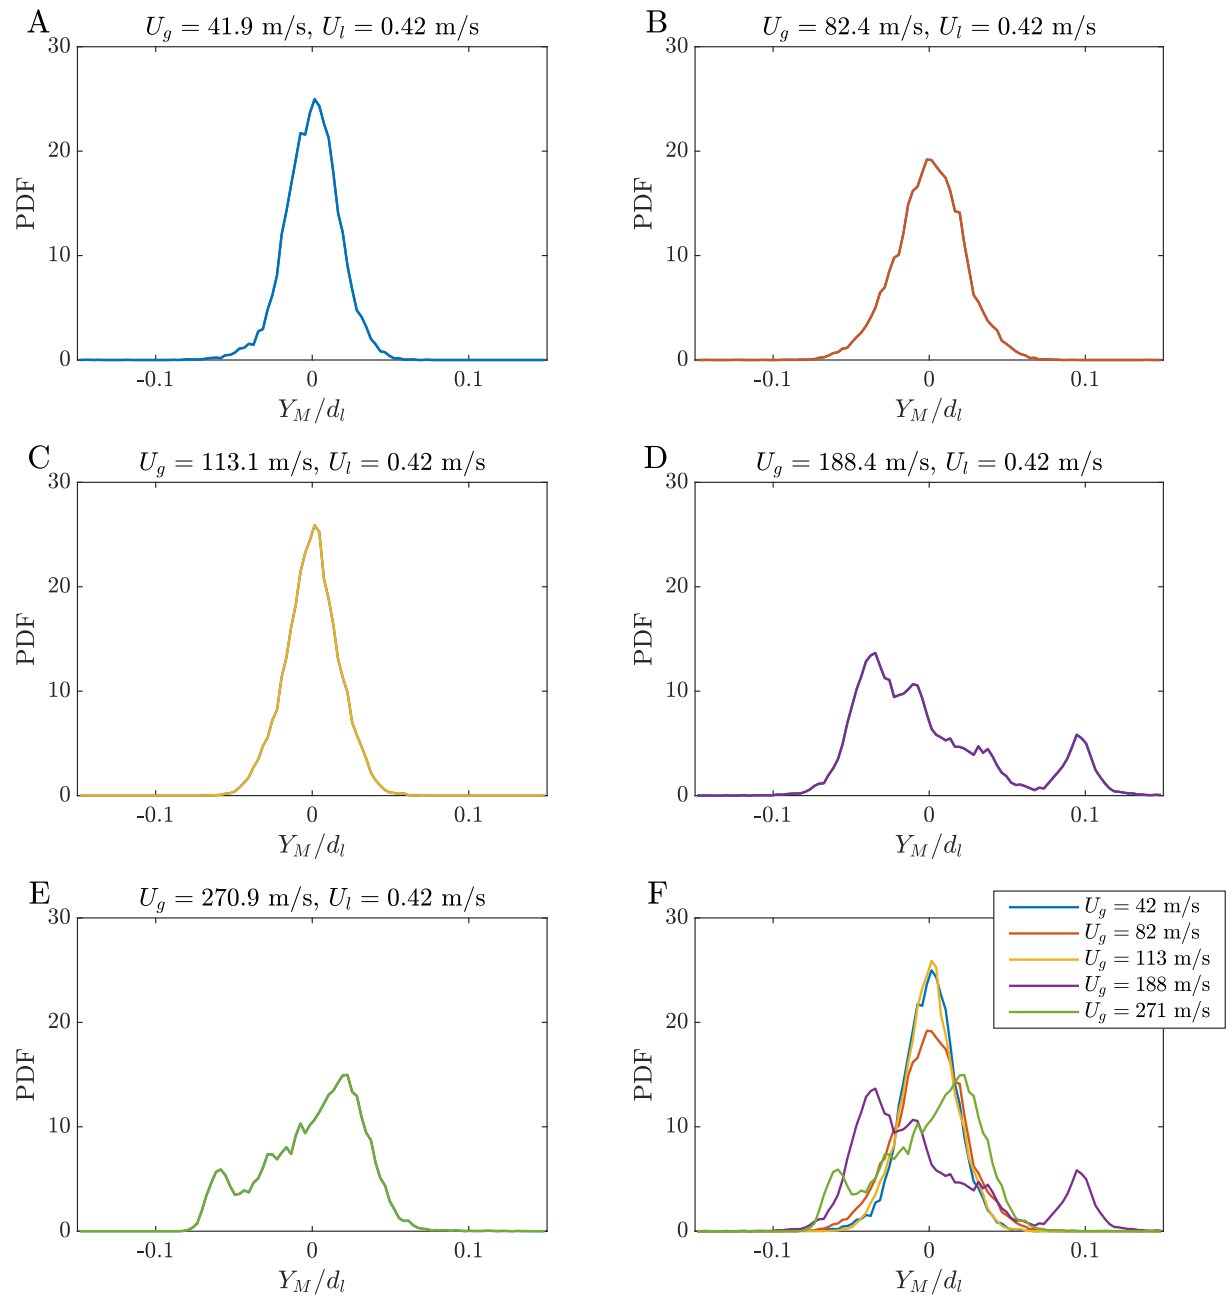 A
U_g = 41.9 m/s, U_l = 0.42 m/s
30
20
10
0
PDF
-0.1 0 0.1
Y_M/d_l
B
U_g = 82.4 m/s, U_l = 0.42 m/s
30
20
10
0
PDF
-0.1 0 0.1
Y_M/d_l
C
U_g = 113.1 m/s, U_l = 0.42 m/s
30
20
10
0
PDF
-0.1 0 0.1
Y_M/d_l
D
U_g = 188.4 m/s, U_l = 0.42 m/s
30
20
10
0
PDF
-0.1 0 0.1
Y_M/d_l
E
U_g = 270.9 m/s, U_l = 0.42 m/s
30
20
10
0
PDF
-0.1 0 0.1
Y_M/d_l
F
U_g = 42 m/s
U_g = 82 m/s
U_g = 113 m/s
U_g = 188 m/s
U_g = 271 m/s
30
20
10
0
PDF
-0.1 0 0.1
Y_M/d_l